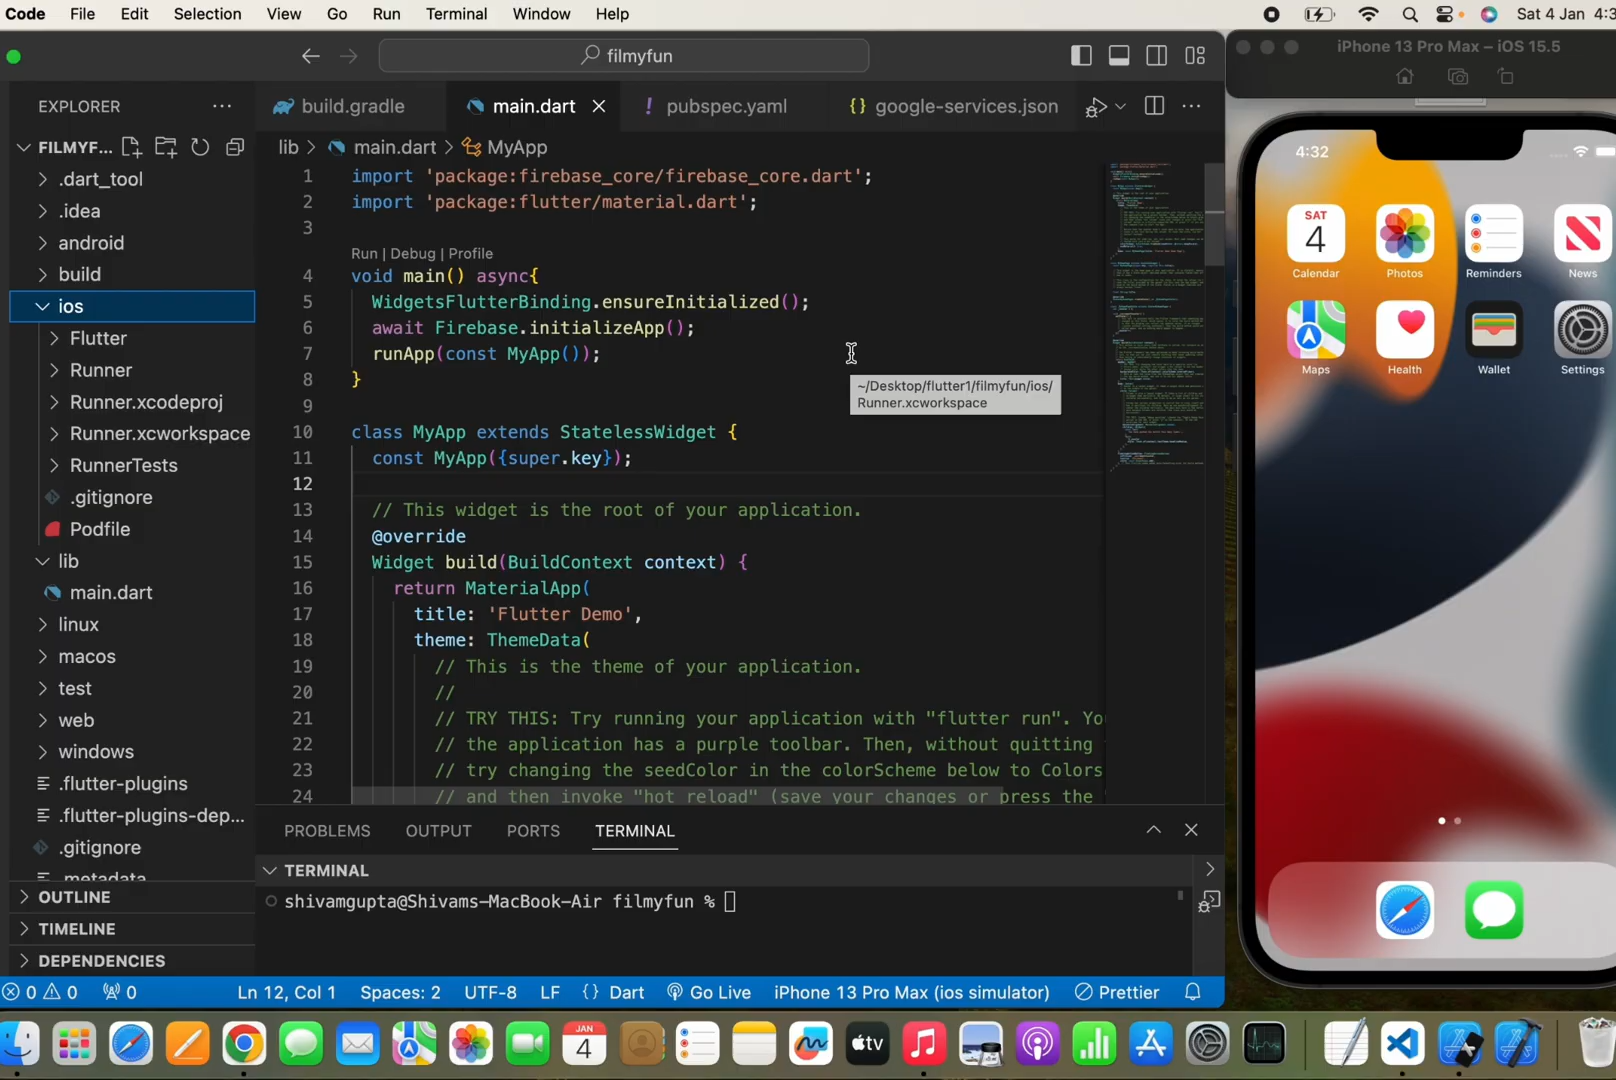 Code File Edit Selection View Go Run Terminal Window Help
Sat 4 Jan 4:3
filmyfun
iPhone 13 Pro Max – iOS 15.5
EXPLORER
build.gradle
main.dart
pubspec.yaml
google-services.json
FILMYF...
lib > main.dart > MyApp
.dart_tool
.idea
android
build
ios
Flutter
Runner
Runner.xcodeproj
Runner.xcworkspace
RunnerTests
.gitignore
Podfile
lib
main.dart
linux
macos
test
web
windows
.flutter-plugins
.flutter-plugins-dep...
.gitignore
.metadata
OUTLINE
TIMELINE
DEPENDENCIES
1 import 'package:firebase_core/firebase_core.dart';
2 import 'package:flutter/material.dart';
3
Run | Debug | Profile
4 void main() async{
5 WidgetsFlutterBinding.ensureInitialized();
6 await Firebase.initializeApp();
7 runApp(const MyApp());
8 }
9
10 class MyApp extends StatelessWidget {
11 const MyApp({super.key});
12
13 // This widget is the root of your application.
14 @override
15 Widget build(BuildContext context) {
16 return MaterialApp(
17 title: 'Flutter Demo',
18 theme: ThemeData(
19 // This is the theme of your application.
20 //
21 // TRY THIS: Try running your application with "flutter run". Yo
22 // the application has a purple toolbar. Then, without quitting
23 // try changing the seedColor in the colorScheme below to Colors
24 // and then invoke "hot reload" (save your changes or press the
~/Desktop/flutter1/filmyfun/ios/
Runner.xcworkspace
PROBLEMS OUTPUT PORTS TERMINAL
TERMINAL
shivamgupta@Shivams-MacBook-Air filmyfun %
0 0 0
Ln 12, Col 1 Spaces: 2 UTF-8 LF {} Dart Go Live iPhone 13 Pro Max (ios simulator) Prettier
4:32
SAT
4
Calendar
Photos
Reminders
News
Maps
Health
Wallet
Settings
JAN
4
tv